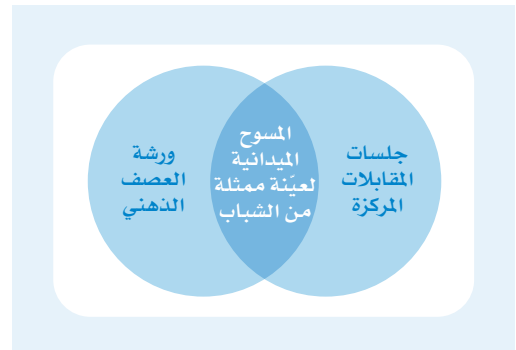 جلسات
المقابلات
المركزة
المسوح
الميدانية
لعيّنة ممثلة
من الشباب
ورشة
العصف
الذهني